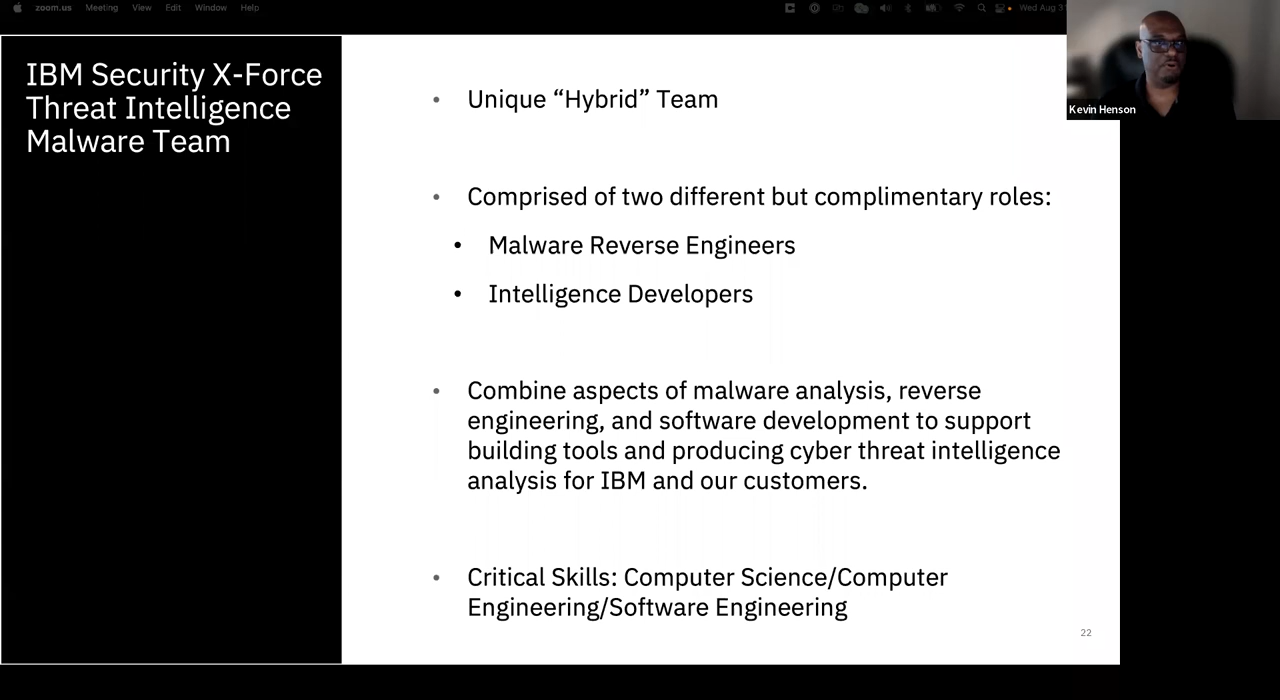 zoom.us Meeting View Edit Window Help
Wed Aug 31
IBM Security X-Force
Threat Intelligence
Malware Team
• Unique “Hybrid” Team
• Comprised of two different but complimentary roles:
• Malware Reverse Engineers
• Intelligence Developers
• Combine aspects of malware analysis, reverse
engineering, and software development to support
building tools and producing cyber threat intelligence
analysis for IBM and our customers.
• Critical Skills: Computer Science/Computer
Engineering/Software Engineering
22
Kevin Henson